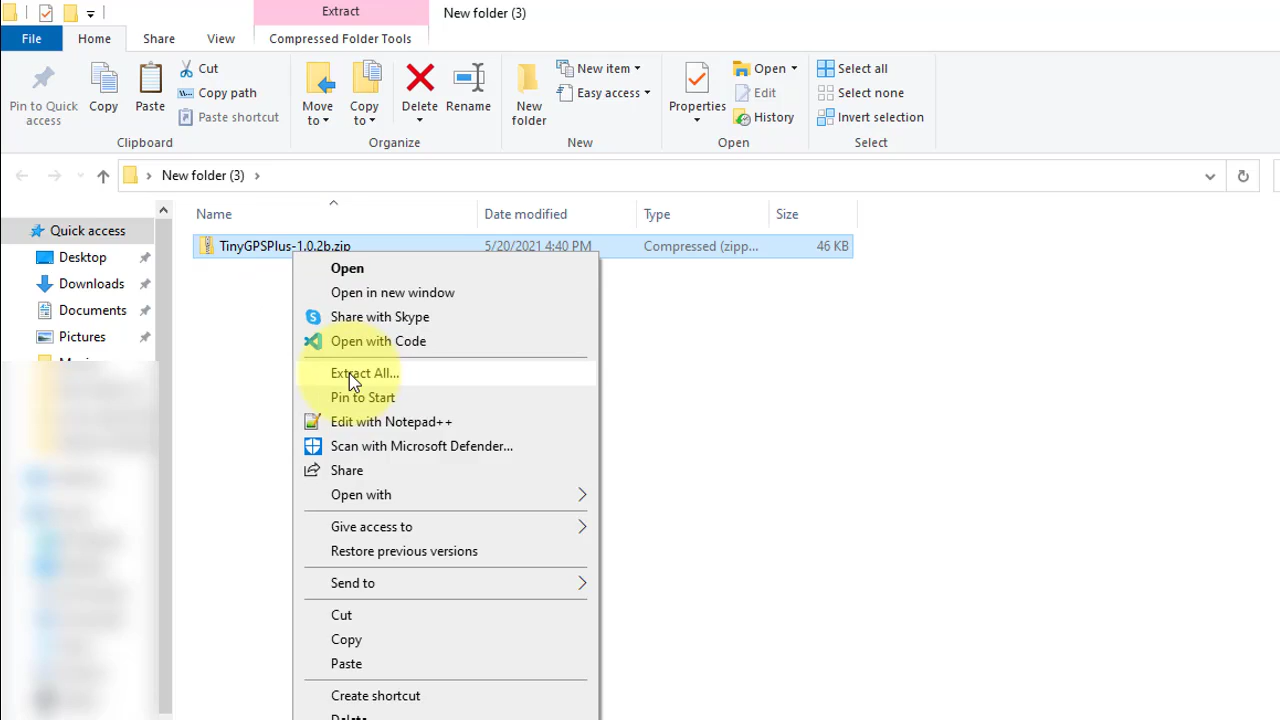 Extract
New folder (3)
File
Home
Share
View
Compressed Folder Tools
Pin to Quick
access
Copy
Paste
Cut
Copy path
Paste shortcut
Clipboard
Move
to
Copy
to
Delete
Rename
Organize
New
folder
New item
Easy access
New
Properties
Open
Edit
History
Open
Select all
Select none
Invert selection
Select
New folder (3)
Name
Date modified
Type
Size
Quick access
Desktop
Downloads
Documents
Pictures
TinyGPSPlus-1.0.2b.zip
5/20/2021 4:40 PM
Compressed (zipp...
46 KB
Open
Open in new window
Share with Skype
Open with Code
Extract All...
Pin to Start
Edit with Notepad++
Scan with Microsoft Defender...
Share
Open with
Give access to
Restore previous versions
Send to
Cut
Copy
Paste
Create shortcut
Delete